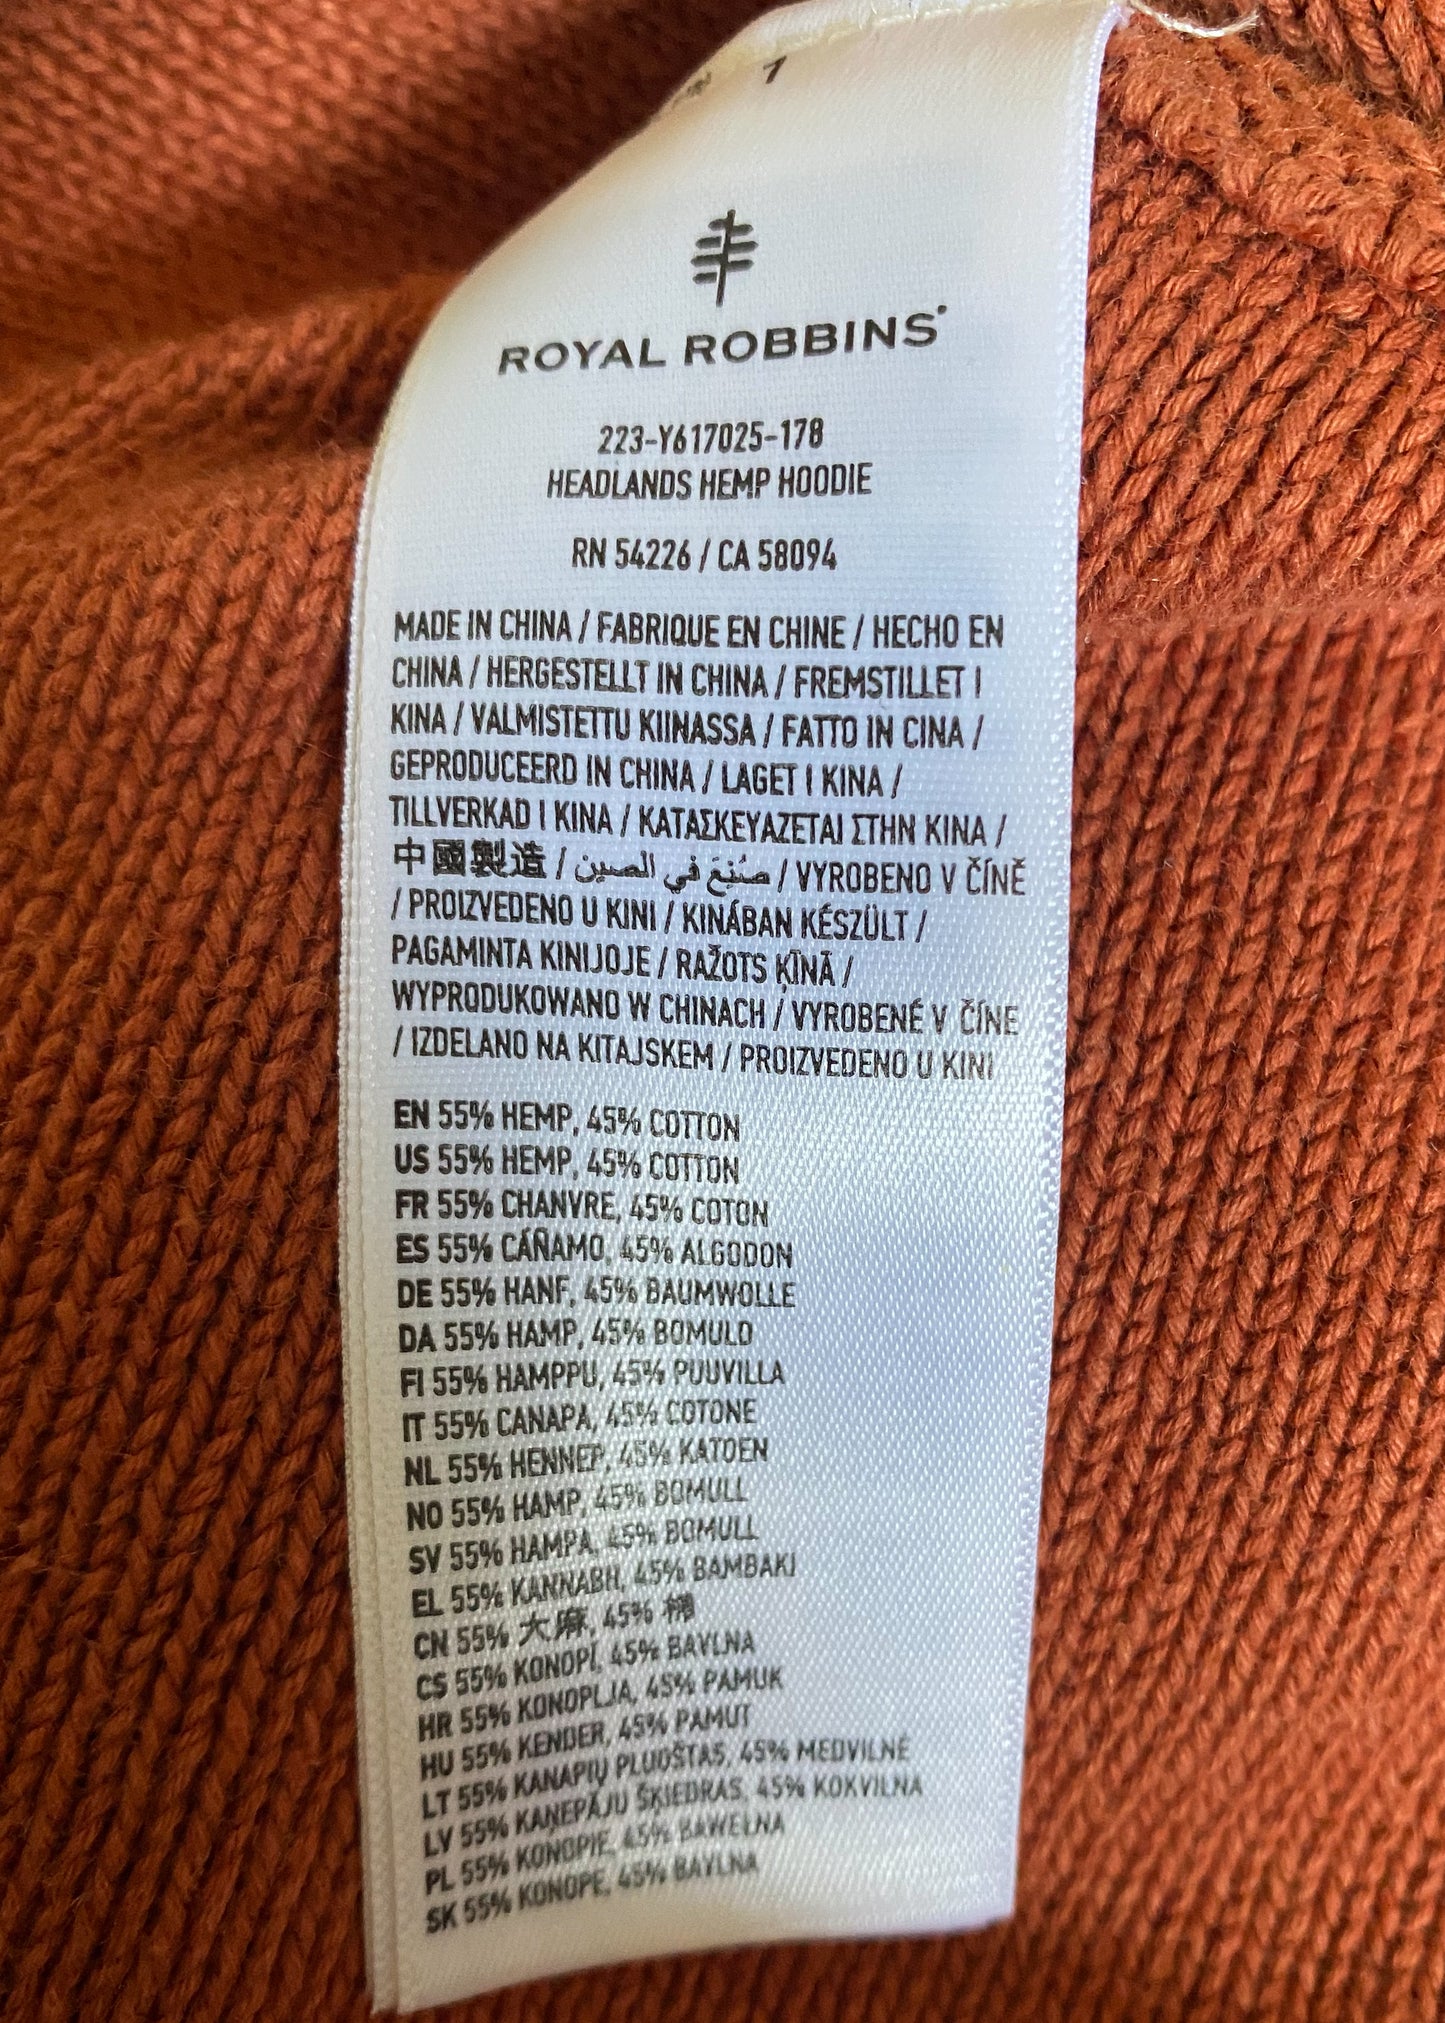 1
ROYAL ROBBINS
223-Y617025-178
HEADLANDS HEMP HOODIE
RN 54226 / CA 58094
MADE IN CHINA / FABRIQUE EN CHINE / HECHO EN
CHINA / HERGESTELLT IN CHINA / FREMSTILLET I
KINA / VALMISTETTU KIINASSA / FATTO IN CINA /
GEPRODUCEERD IN CHINA / LAGET I KINA /
TILLVERKAD I KINA / ΚΑΤΑΣΚΕΥΑΖΕΤΑΙ ΣΤΗΝ ΚΙΝΑ /
中國製造 / صُنِعَ في الصين / VYROBENO V ČÍNĚ
/ PROIZVEDENO U KINI / KINÁBAN KÉSZÜLT /
PAGAMINTA KINIJOJE / RAŽOTS ĶĪNĀ /
WYPRODUKOWANO W CHINACH / VYROBENÉ V ČÍNE
/ IZDELANO NA KITAJSKEM / PROIZVEDENO U KINI
EN 55% HEMP, 45% COTTON
US 55% HEMP, 45% COTTON
FR 55% CHANVRE, 45% COTON
ES 55% CÁÑAMO, 45% ALGODON
DE 55% HANF, 45% BAUMWOLLE
DA 55% HAMP, 45% BOMULD
FI 55% HAMPPU, 45% PUUVILLA
IT 55% CANAPA, 45% COTONE
NL 55% HENNEP, 45% KATOEN
NO 55% HAMP, 45% BOMULL
SV 55% HAMPA, 45% BOMULL
EL 55% ΚΑΝΝΑΒΗ, 45% ΒΑΜΒΑΚΙ
CN 55% 大麻, 45% 棉
CS 55% KONOPÍ, 45% BAVLNA
HR 55% KONOPLJA, 45% PAMUK
HU 55% KENDER, 45% PAMUT
LT 55% KANAPIŲ PLUOŠTAS, 45% MEDVILNĖ
LV 55% KAŅEPĀJU ŠĶIEDRAS, 45% KOKVILNA
PL 55% KONOPIE, 45% BAWEŁNA
SK 55% KONOPE, 45% BAVLNA